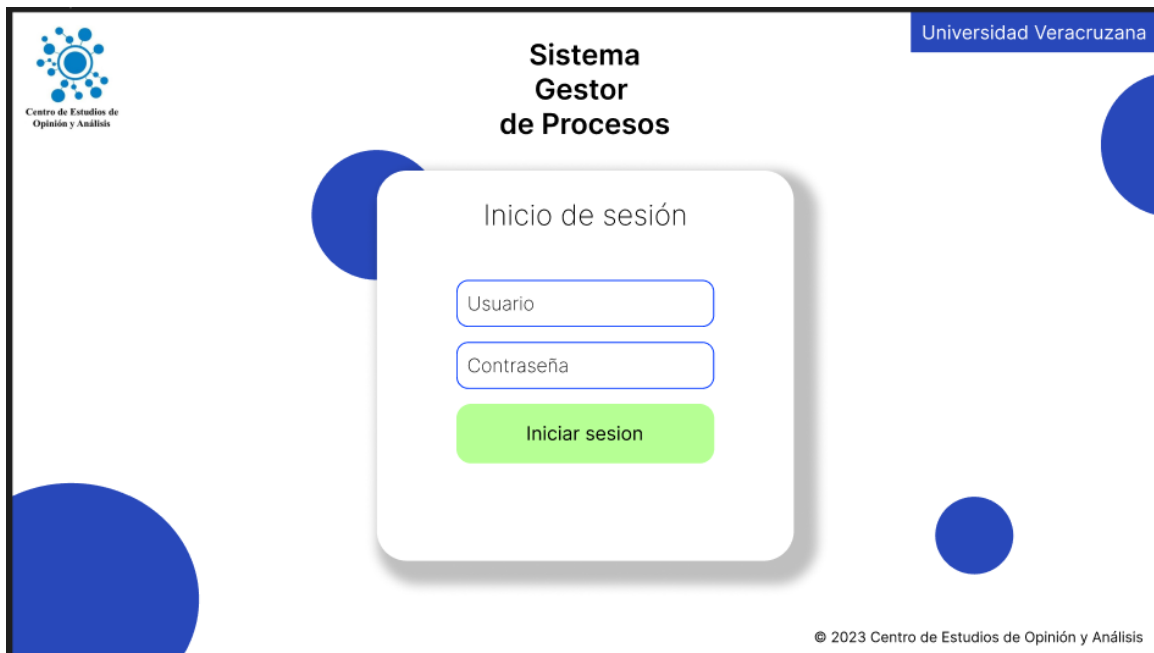 Universidad Veracruzana
Centro de Estudios de
Opinión y Análisis
Sistema
Gestor
de Procesos
Inicio de sesión
Usuario
Contraseña
Iniciar sesion
© 2023 Centro de Estudios de Opinión y Análisis